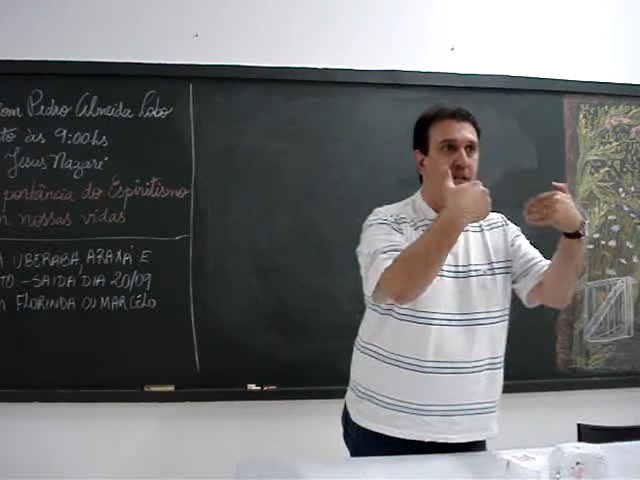 om Pedro Almeida Lobo
to às 9:00hs
"Jesus Nazaré"
portância do Espiritismo
m nossas vidas
M UBERABA, ARAXÁ E
TO - SAÍDA DIA 20/09
M FLORINDA OU MARCELO